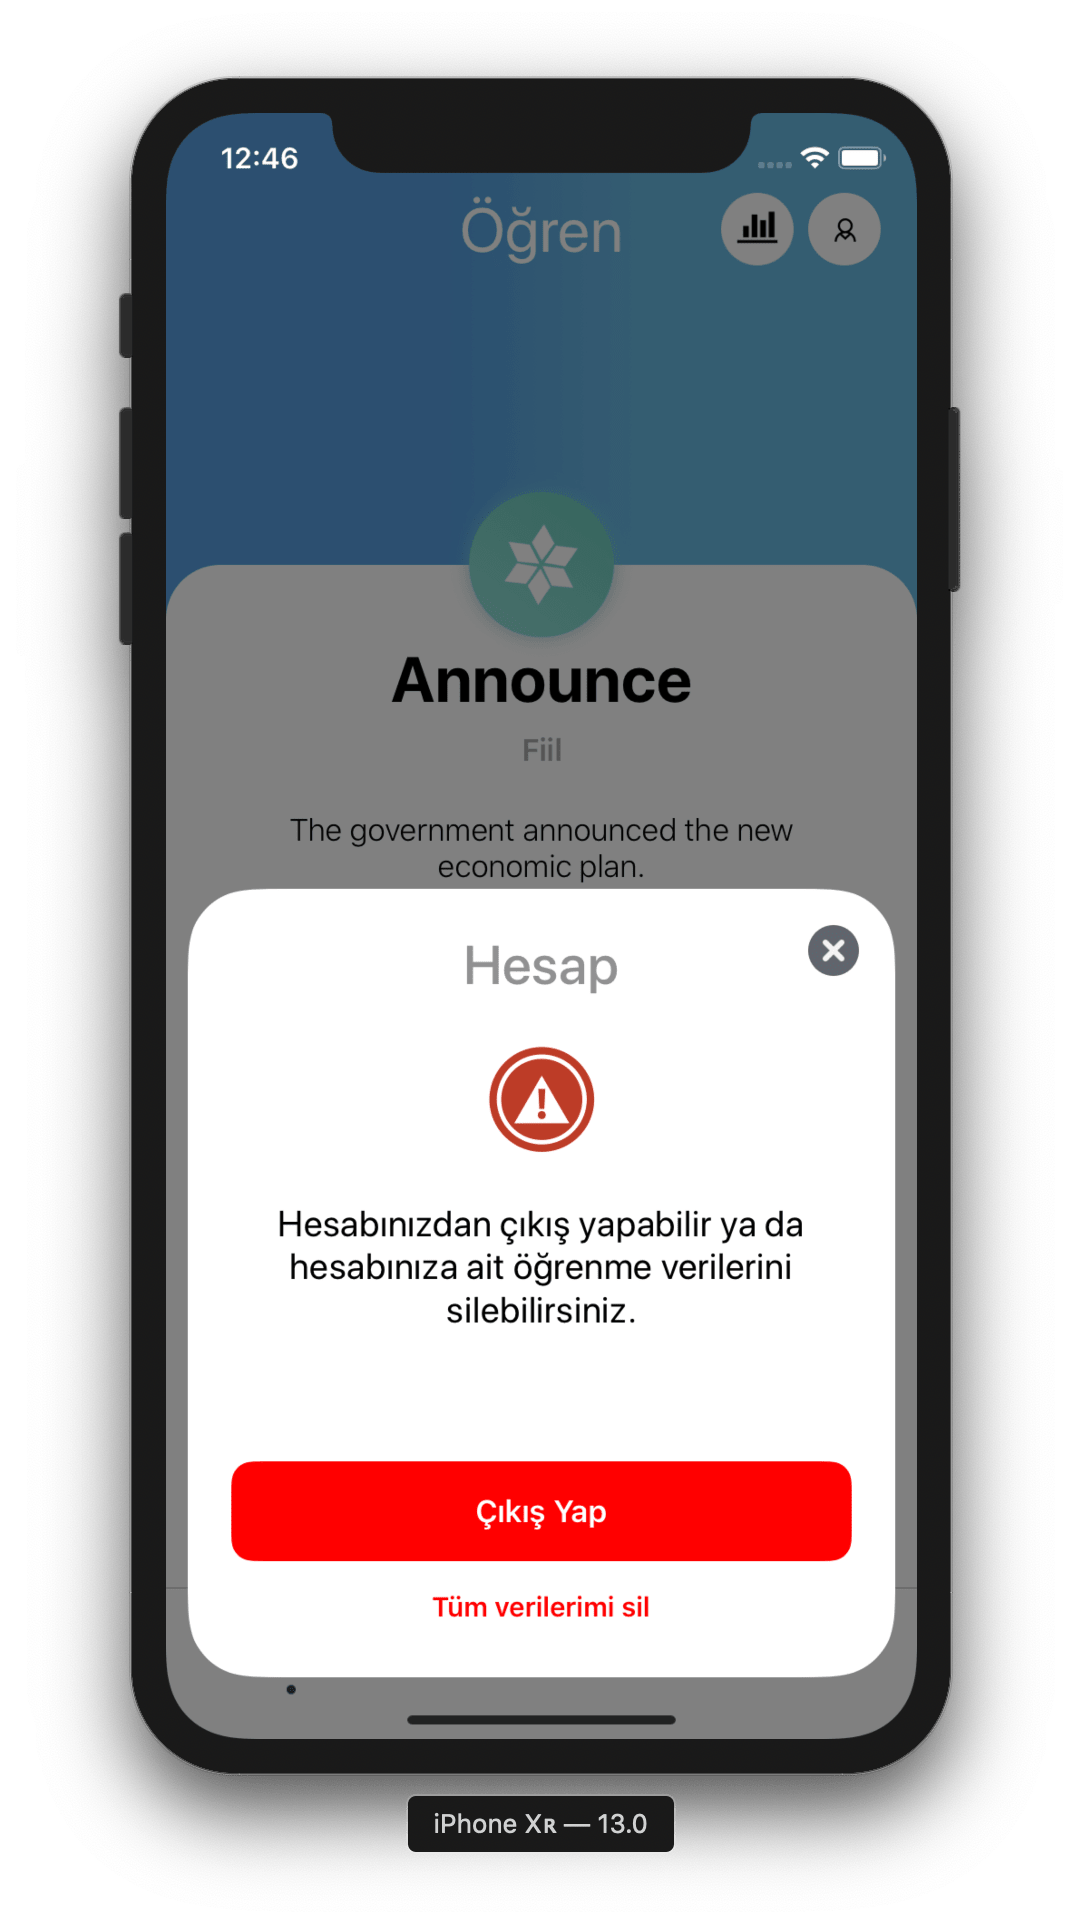 12:46
Öğren
Announce
Fiil
The government announced the new
economic plan.
Hesap
Hesabınızdan çıkış yapabilir ya da
hesabınıza ait öğrenme verilerini
silebilirsiniz.
Çıkış Yap
Tüm verilerimi sil
iPhone Xʀ — 13.0